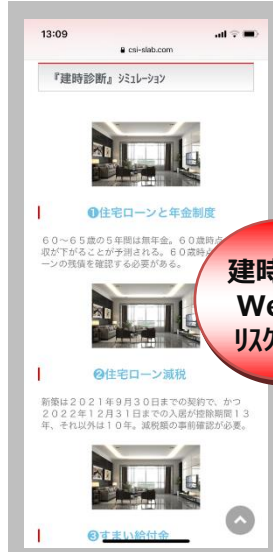 13:09
csi-slab.com
『建時診断』シミュレーション
❶住宅ローンと年金制度
６０～６５歳の５年間は無年金。６０歳時点
収が下がることが予測される。６０歳時
ーンの残債を確認する必要がある。
建時
We
リスク
❷住宅ローン減税
新築は２０２１年９月３０日までの契約で、かつ
２０２２年１２月３１日までの入居が控除期間１３
年、それ以外は１０年。減税額の事前確認が必要。
❸すまい給付金